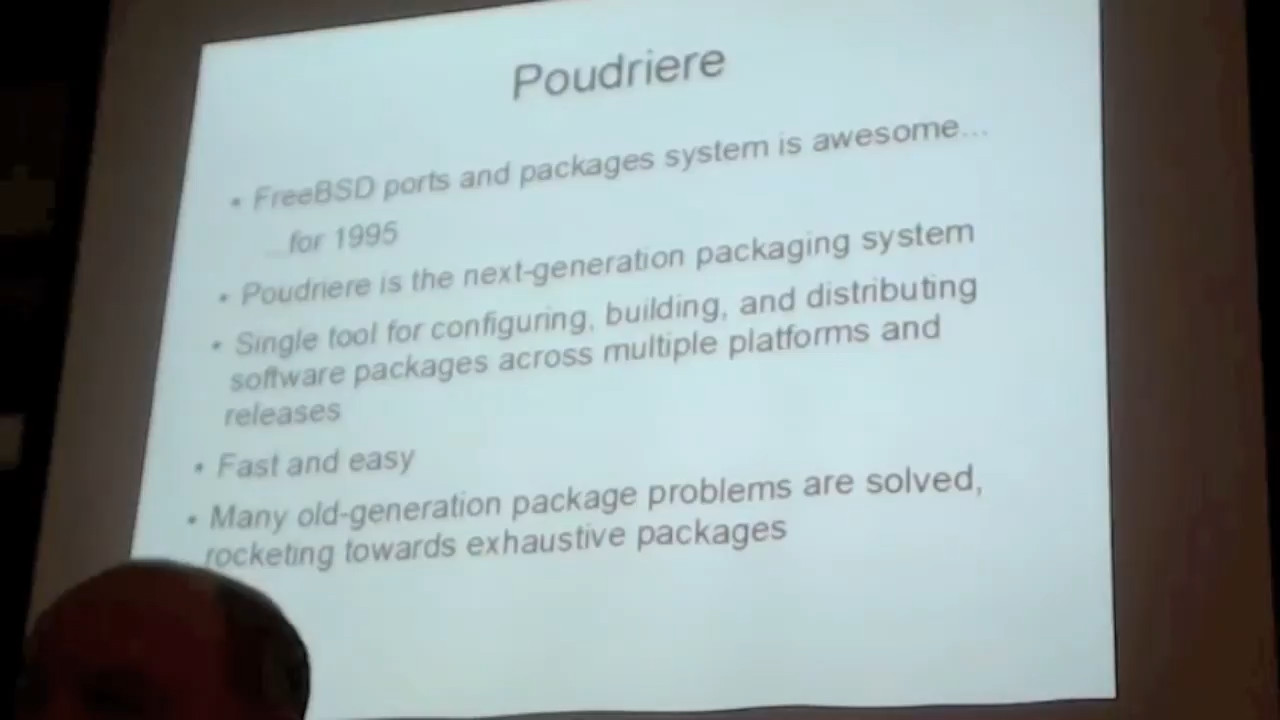 Poudriere
• FreeBSD ports and packages system is awesome...
...for 1995
• Poudriere is the next-generation packaging system
• Single tool for configuring, building, and distributing
software packages across multiple platforms and
releases
• Fast and easy
• Many old-generation package problems are solved,
rocketing towards exhaustive packages